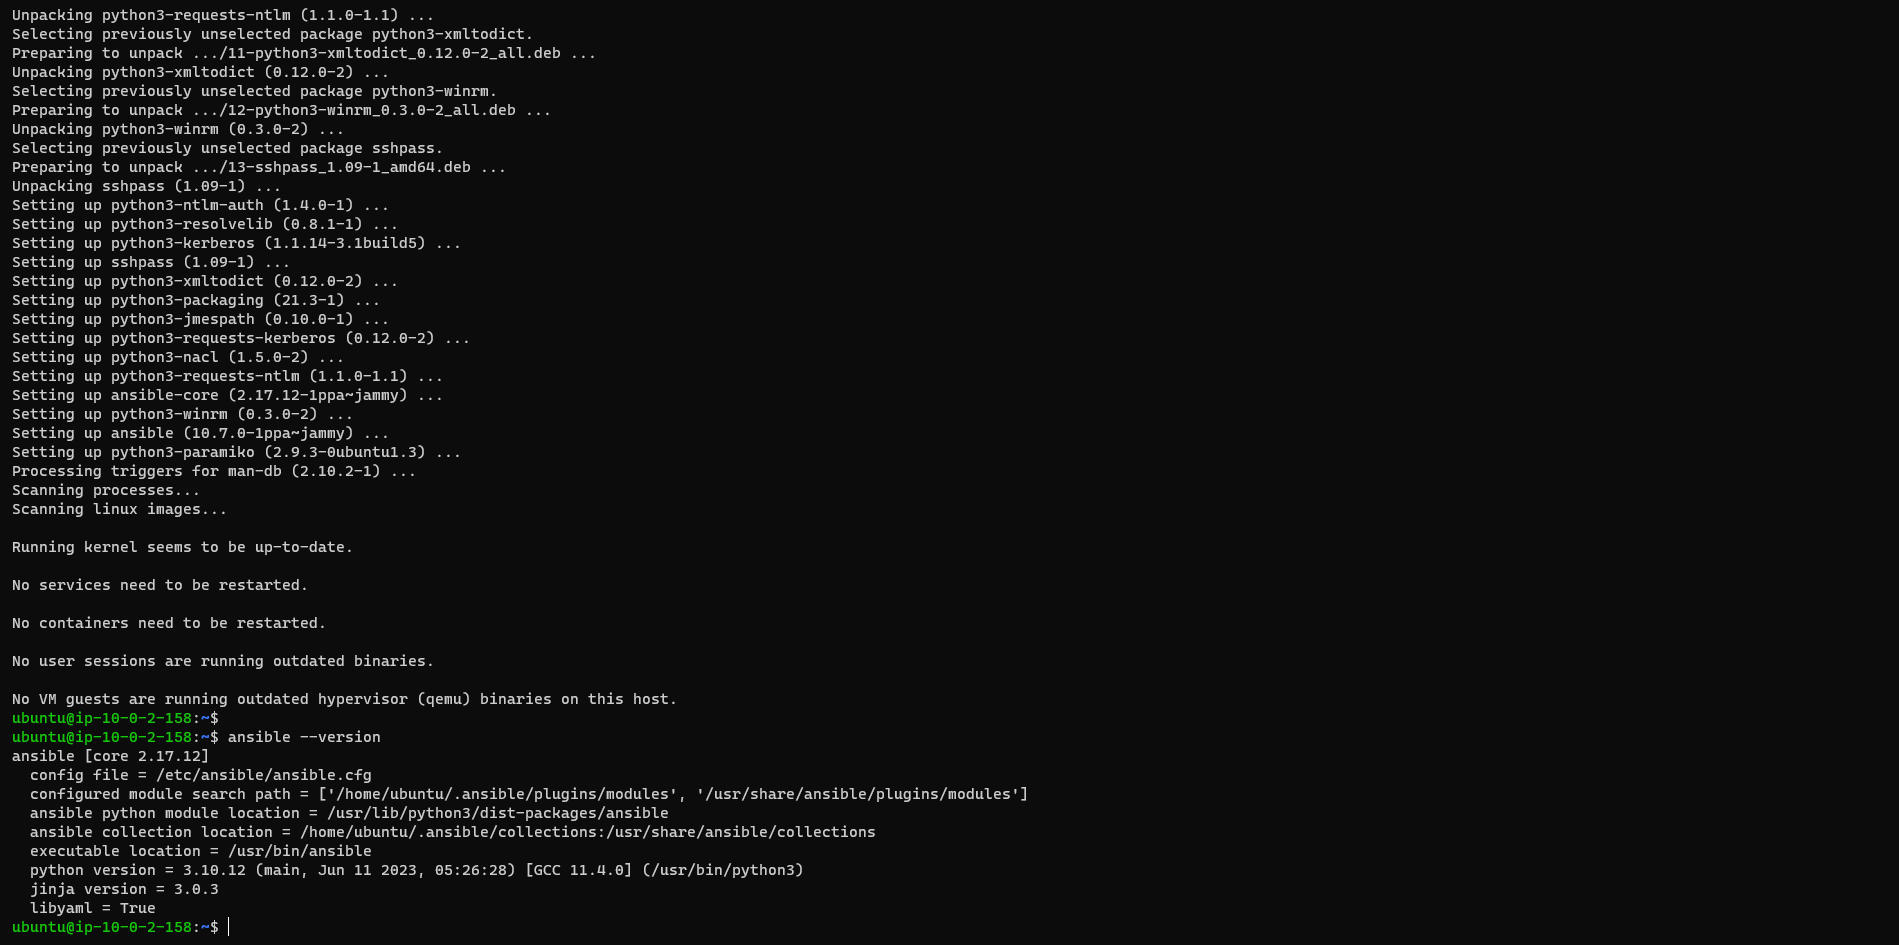 Unpacking python3-requests-ntlm (1.1.0-1.1) ...
Selecting previously unselected package python3-xmltodict.
Preparing to unpack .../11-python3-xmltodict_0.12.0-2_all.deb ...
Unpacking python3-xmltodict (0.12.0-2) ...
Selecting previously unselected package python3-winrm.
Preparing to unpack .../12-python3-winrm_0.3.0-2_all.deb ...
Unpacking python3-winrm (0.3.0-2) ...
Selecting previously unselected package sshpass.
Preparing to unpack .../13-sshpass_1.09-1_amd64.deb ...
Unpacking sshpass (1.09-1) ...
Setting up python3-ntlm-auth (1.4.0-1) ...
Setting up python3-resolvelib (0.8.1-1) ...
Setting up python3-kerberos (1.1.14-3.1build5) ...
Setting up sshpass (1.09-1) ...
Setting up python3-xmltodict (0.12.0-2) ...
Setting up python3-packaging (21.3-1) ...
Setting up python3-jmespath (0.10.0-1) ...
Setting up python3-requests-kerberos (0.12.0-2) ...
Setting up python3-nacl (1.5.0-2) ...
Setting up python3-requests-ntlm (1.1.0-1.1) ...
Setting up ansible-core (2.17.12-1ppa~jammy) ...
Setting up python3-winrm (0.3.0-2) ...
Setting up ansible (10.7.0-1ppa~jammy) ...
Setting up python3-paramiko (2.9.3-0ubuntu1.3) ...
Processing triggers for man-db (2.10.2-1) ...
Scanning processes...
Scanning linux images...
Running kernel seems to be up-to-date.
No services need to be restarted.
No containers need to be restarted.
No user sessions are running outdated binaries.
No VM guests are running outdated hypervisor (qemu) binaries on this host.
ubuntu@ip-10-0-2-158:~$
ubuntu@ip-10-0-2-158:~$ ansible --version
ansible [core 2.17.12]
  config file = /etc/ansible/ansible.cfg
  configured module search path = ['/home/ubuntu/.ansible/plugins/modules', '/usr/share/ansible/plugins/modules']
  ansible python module location = /usr/lib/python3/dist-packages/ansible
  ansible collection location = /home/ubuntu/.ansible/collections:/usr/share/ansible/collections
  executable location = /usr/bin/ansible
  python version = 3.10.12 (main, Jun 11 2023, 05:26:28) [GCC 11.4.0] (/usr/bin/python3)
  jinja version = 3.0.3
  libyaml = True
ubuntu@ip-10-0-2-158:~$